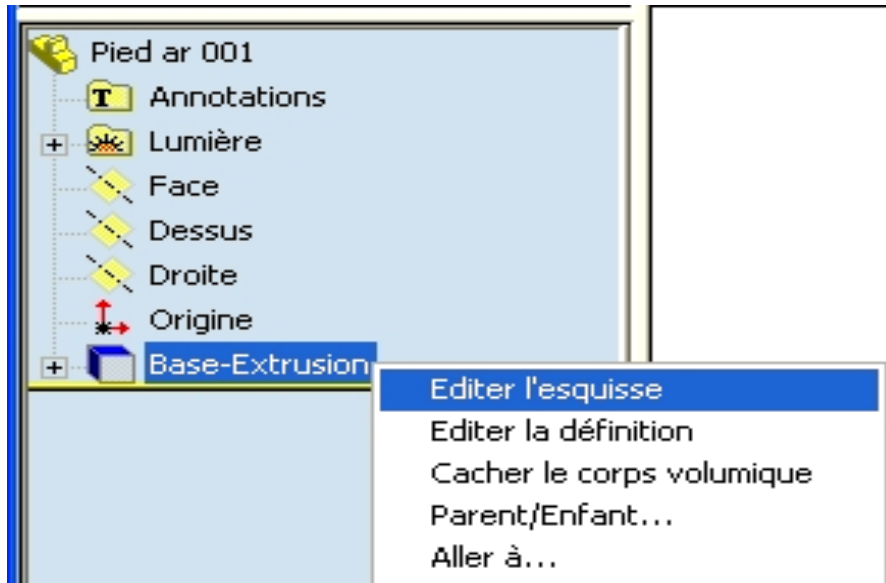 Pied ar 001
T Annotations
Lumière
Face
Dessus
Droite
Origine
Base-Extrusion
Editer l'esquisse
Editer la définition
Cacher le corps volumique
Parent/Enfant...
Aller à...